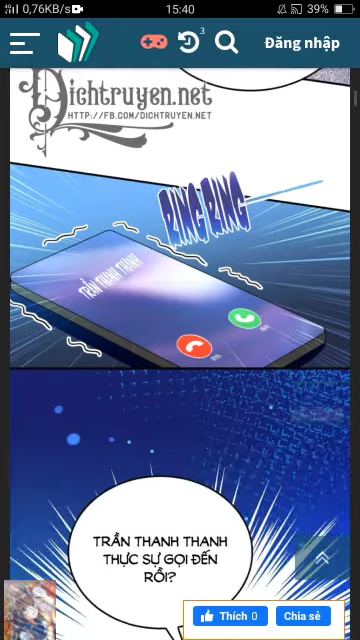 0,76KB/s
15:40
39%
3
Đăng nhập
Dichtruyen.net
HTTP://FB.COM/DICHTRUYEN.NET
RING RING
TRẦN THANH THANH
TRẦN THANH THANH
THỰC SỰ GỌI ĐẾN
RỒI?
Thích 0
Chia sẻ